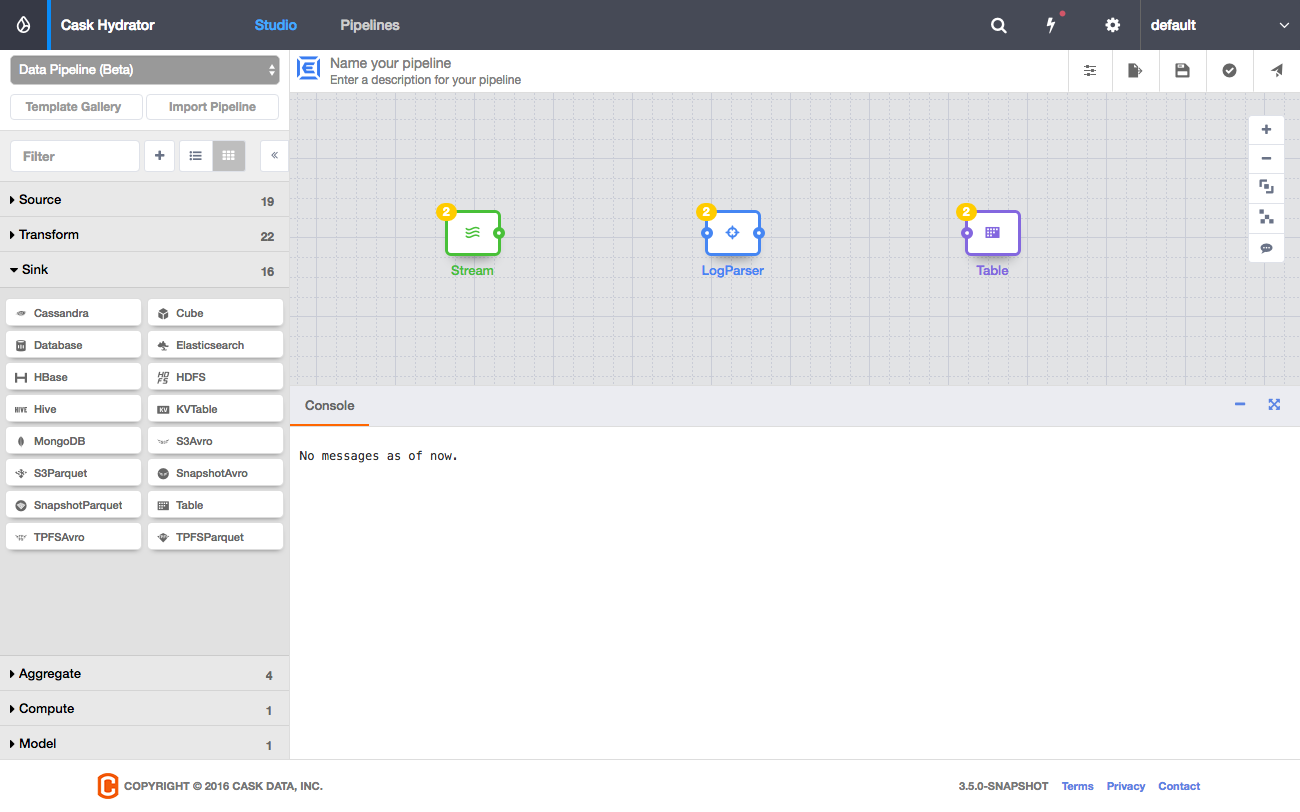 Cask Hydrator
Studio
Pipelines
default
Data Pipeline (Beta)
Template Gallery
Import Pipeline
Filter
Source 19
Transform 22
Sink 16
Cassandra
Cube
Database
Elasticsearch
HBase
HDFS
HDFS
HIVE
Hive
KV
KVTable
MongoDB
S3Avro
S3Parquet
SnapshotAvro
SnapshotParquet
Table
TPFSAvro
TPFSParquet
Aggregate 4
Compute 1
Model 1
Name your pipeline
Enter a description for your pipeline
2
Stream
2
LogParser
2
Table
Console
No messages as of now.
COPYRIGHT © 2016 CASK DATA, INC.
3.5.0-SNAPSHOT Terms Privacy Contact